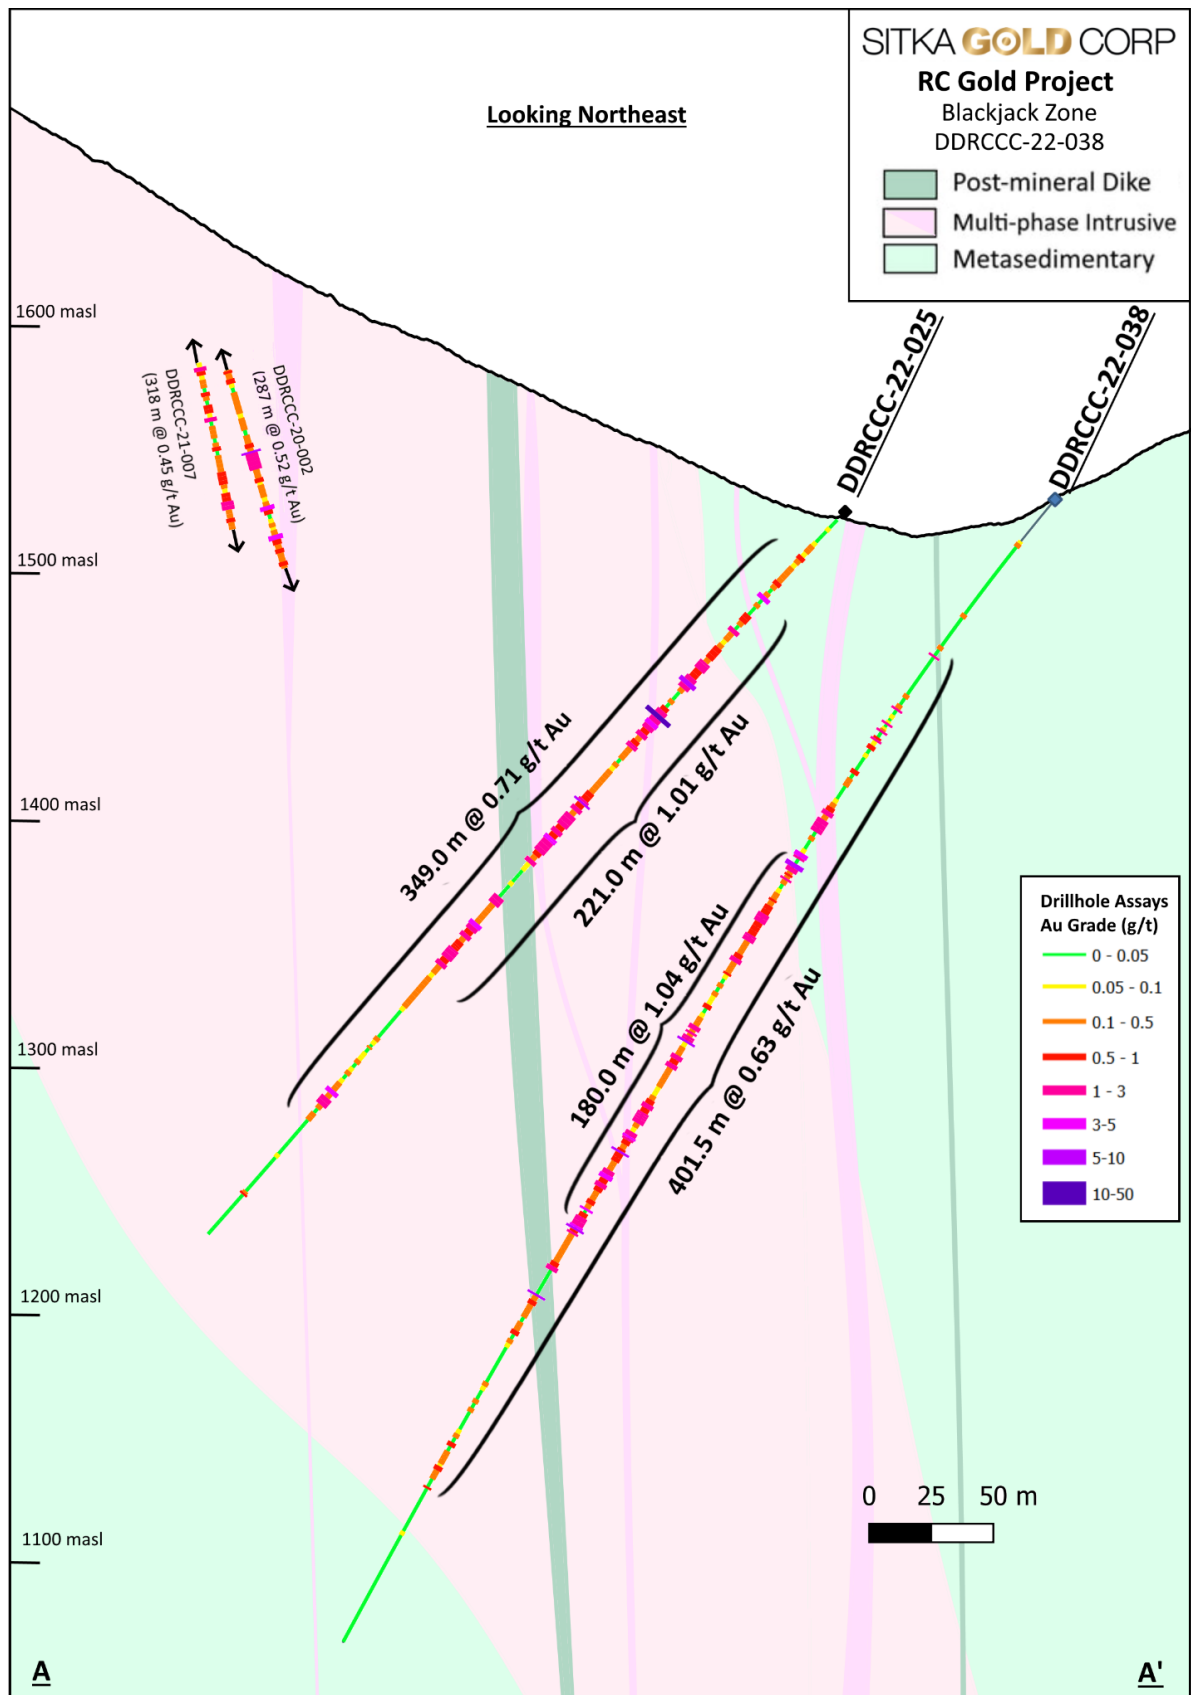 SITKA GOLD CORP
RC Gold Project
Blackjack Zone
DDRCCC-22-038
Post-mineral Dike
Multi-phase Intrusive
Metasedimentary
Looking Northeast
1600 masl
1500 masl
1400 masl
1300 masl
1200 masl
1100 masl
DDRCCC-21-007
(318 m @ 0.45 g/t Au)
DDRCCC-20-002
(287 m @ 0.52 g/t Au)
DDRCCC-22-025
DDRCCC-22-038
349.0 m @ 0.71 g/t Au
221.0 m @ 1.01 g/t Au
180.0 m @ 1.04 g/t Au
401.5 m @ 0.63 g/t Au
Drillhole Assays
Au Grade (g/t)
0 - 0.05
0.05 - 0.1
0.1 - 0.5
0.5 - 1
1 - 3
3-5
5-10
10-50
0 25 50 m
A
A'